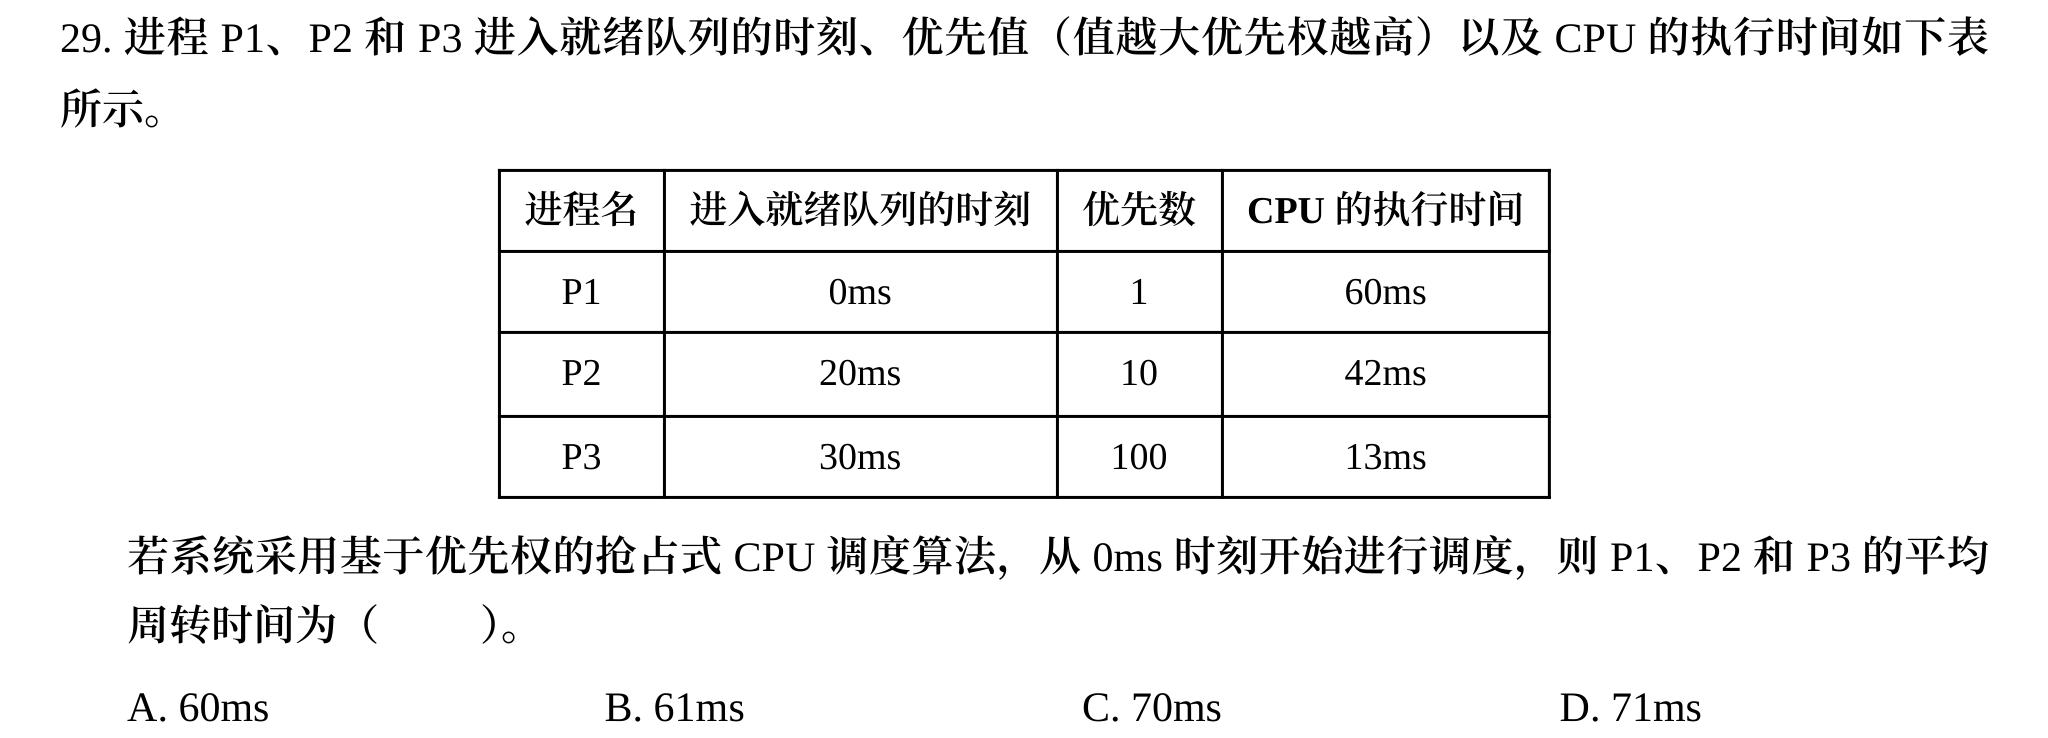 29. 进程 P1、P2 和 P3 进入就绪队列的时刻、优先值（值越大优先权越高）以及 CPU 的执行时间如下表
所示。
进程名 进入就绪队列的时刻 优先数 CPU 的执行时间
P1 0ms 1 60ms
P2 20ms 10 42ms
P3 30ms 100 13ms
若系统采用基于优先权的抢占式 CPU 调度算法，从 0ms 时刻开始进行调度，则 P1、P2 和 P3 的平均
周转时间为（ ）。
A. 60ms B. 61ms C. 70ms D. 71ms